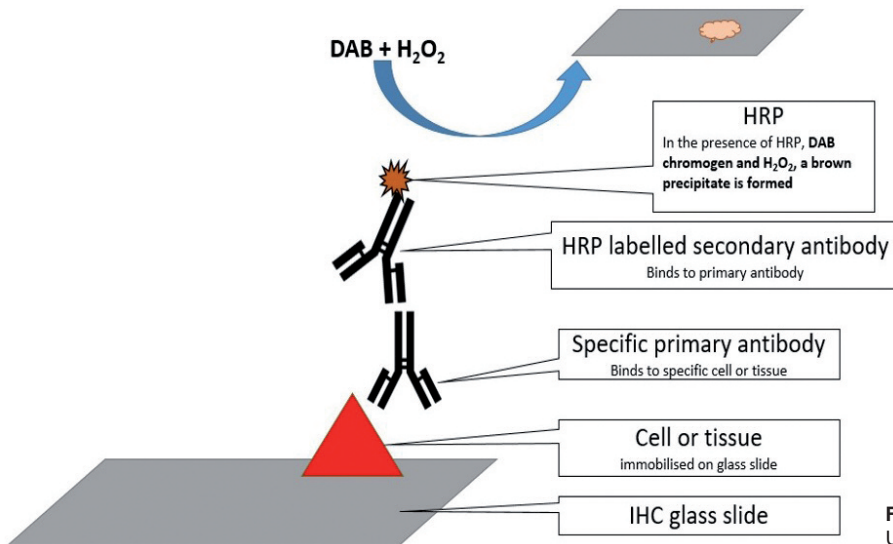 DAB + H₂O₂
HRP
In the presence of HRP, DAB
chromogen and H₂O₂, a brown
precipitate is formed
HRP labelled secondary antibody
Binds to primary antibody
Specific primary antibody
Binds to specific cell or tissue
Cell or tissue
immobilised on glass slide
IHC glass slide